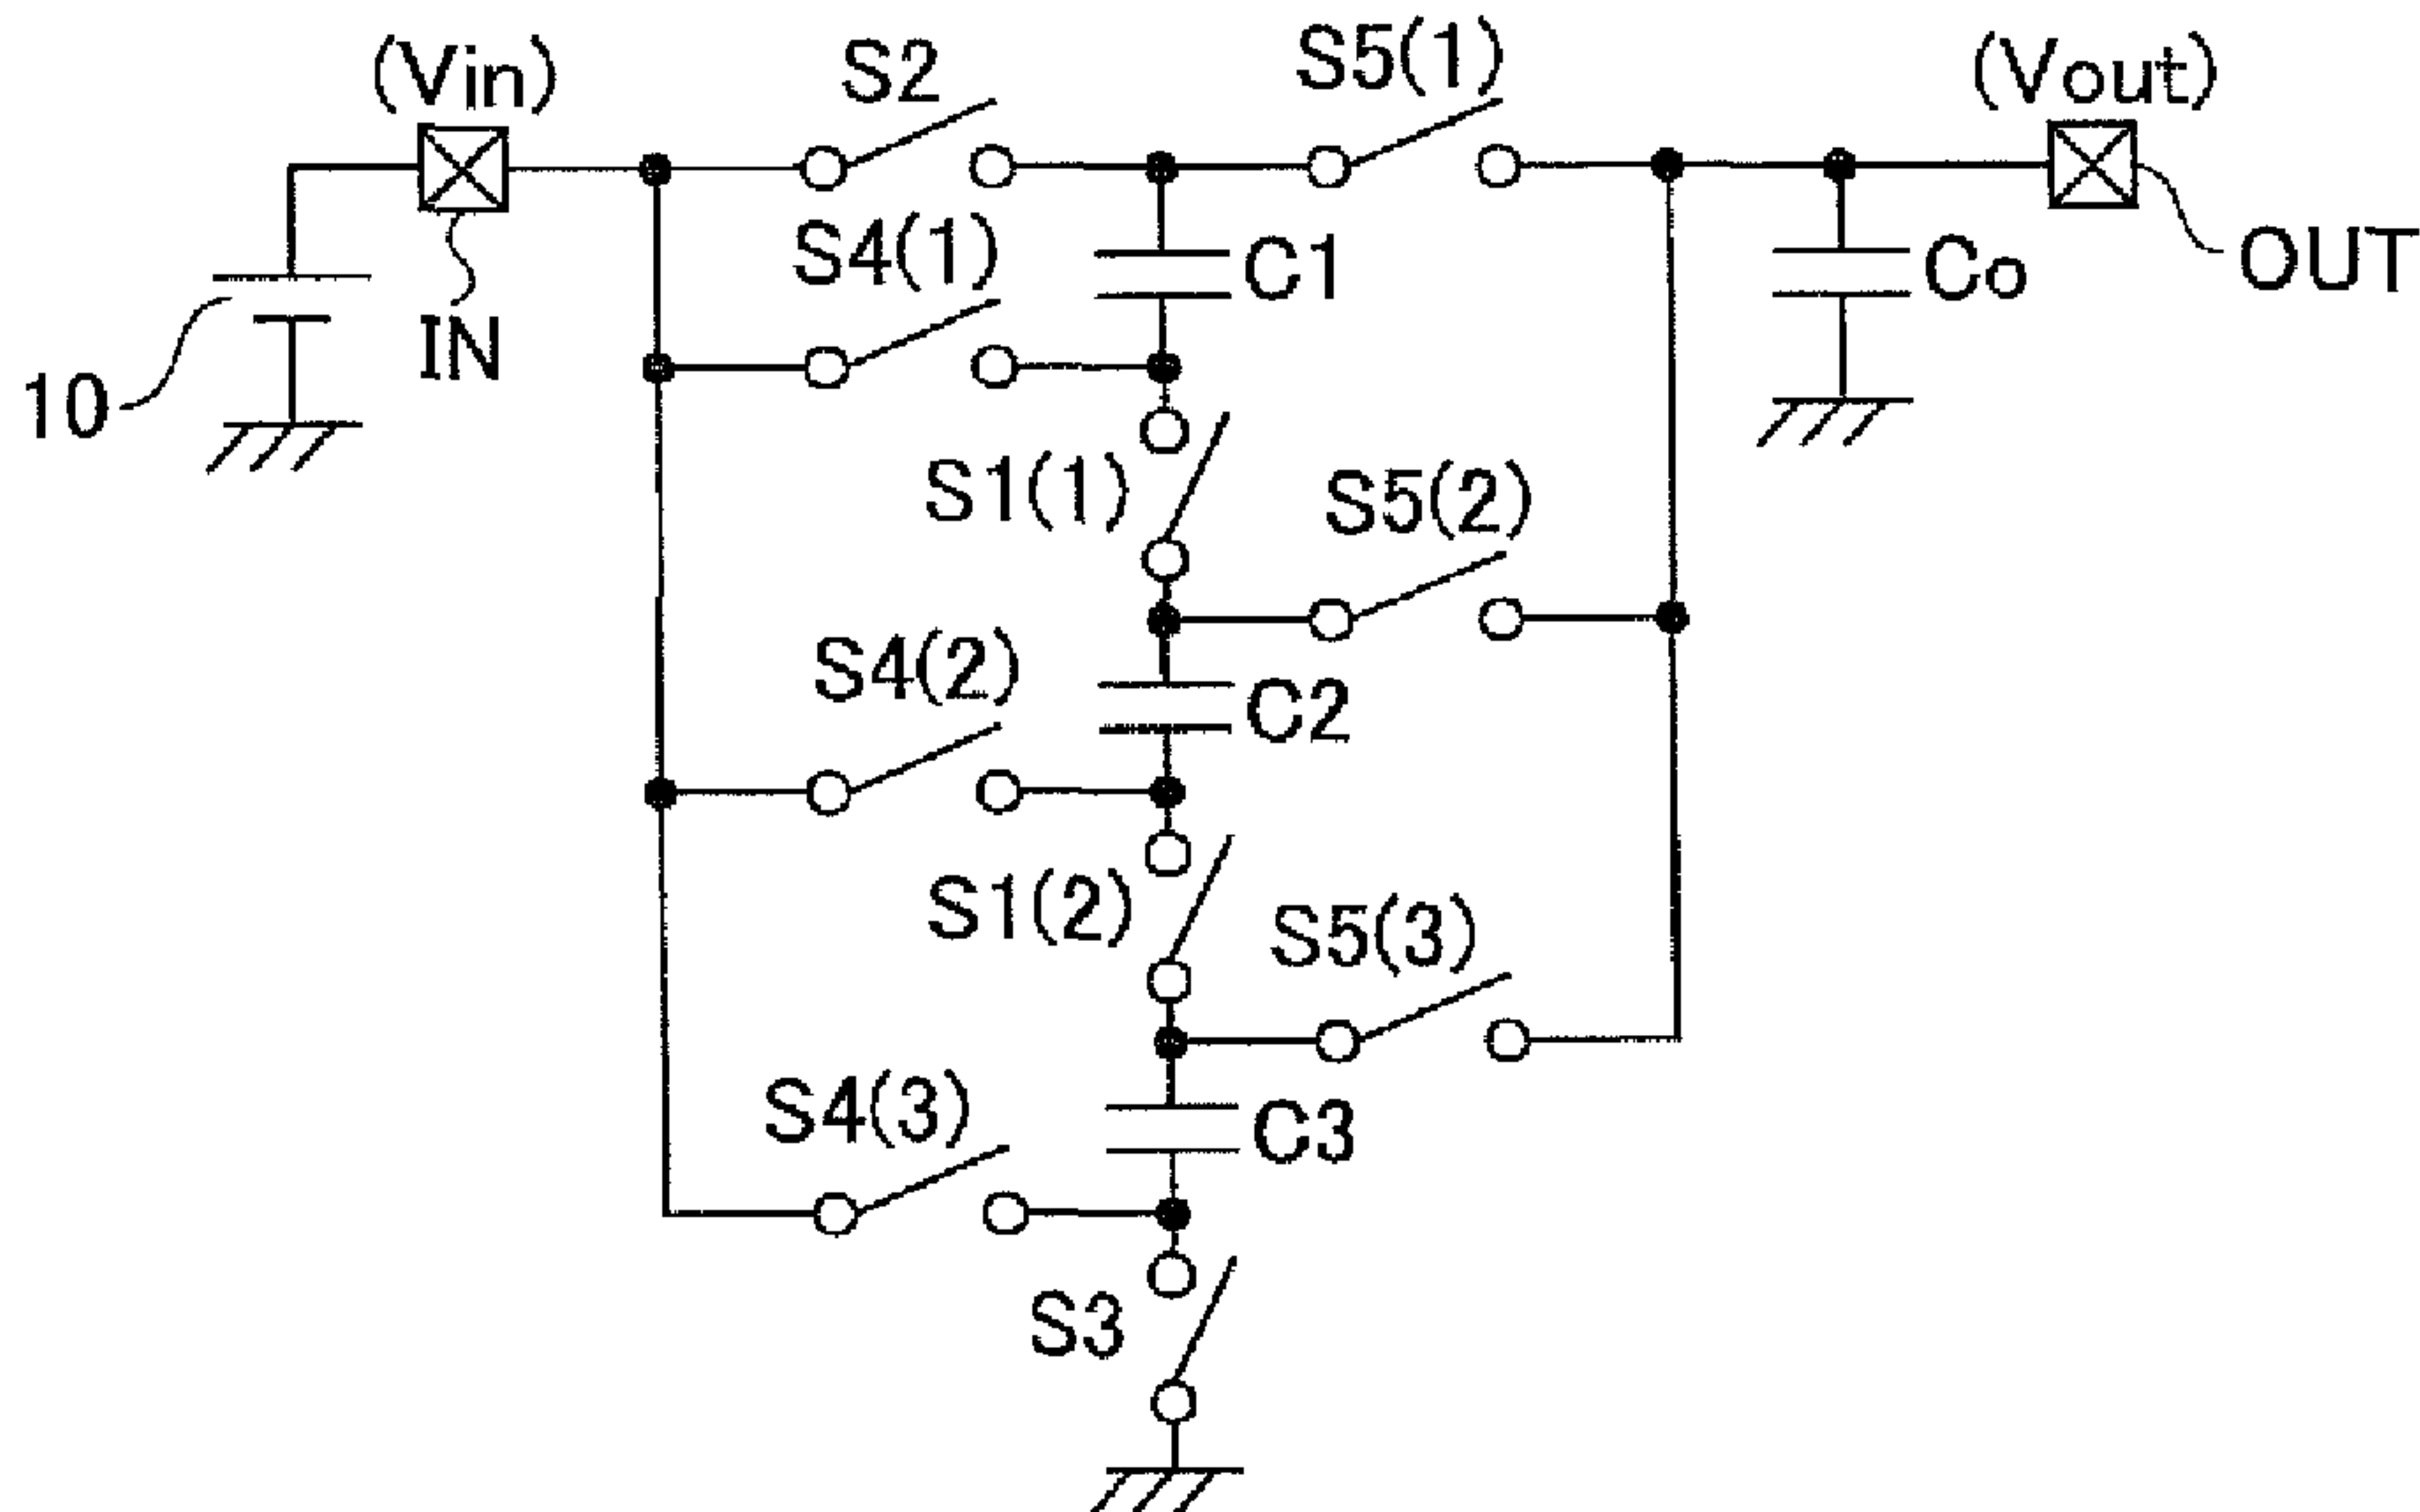 (Vin)
S2
S5(1)
(Vout)
S4(1)
C1
Co
OUT
IN
10
S1(1)
S5(2)
S4(2)
C2
S1(2)
S5(3)
S4(3)
C3
S3